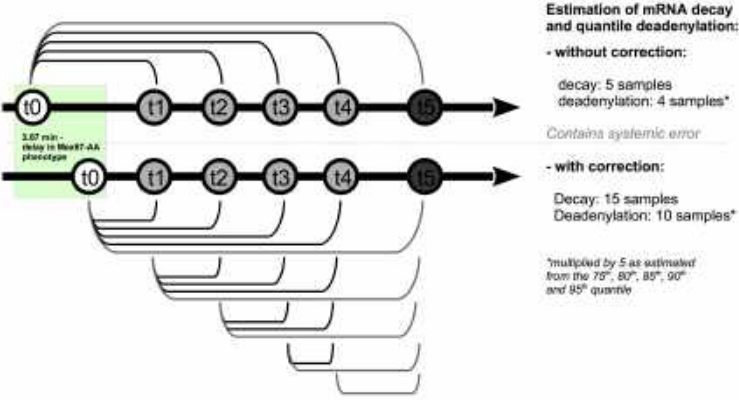 Estimation of mRNA decay
and quantile deadenylation:
- without correction:
decay: 5 samples
deadenylation: 4 samples*
Contains systemic error
t0 t1 t2 t3 t4 t5
3.67 min -
delay in Mex67-AA
phenotype
t0 t1 t2 t3 t4 t5
- with correction:
Decay: 15 samples
Deadenylation: 10 samples*
*multiplied by 5 as estimated
from the 75th, 80th, 85th, 90th
and 95th quantile